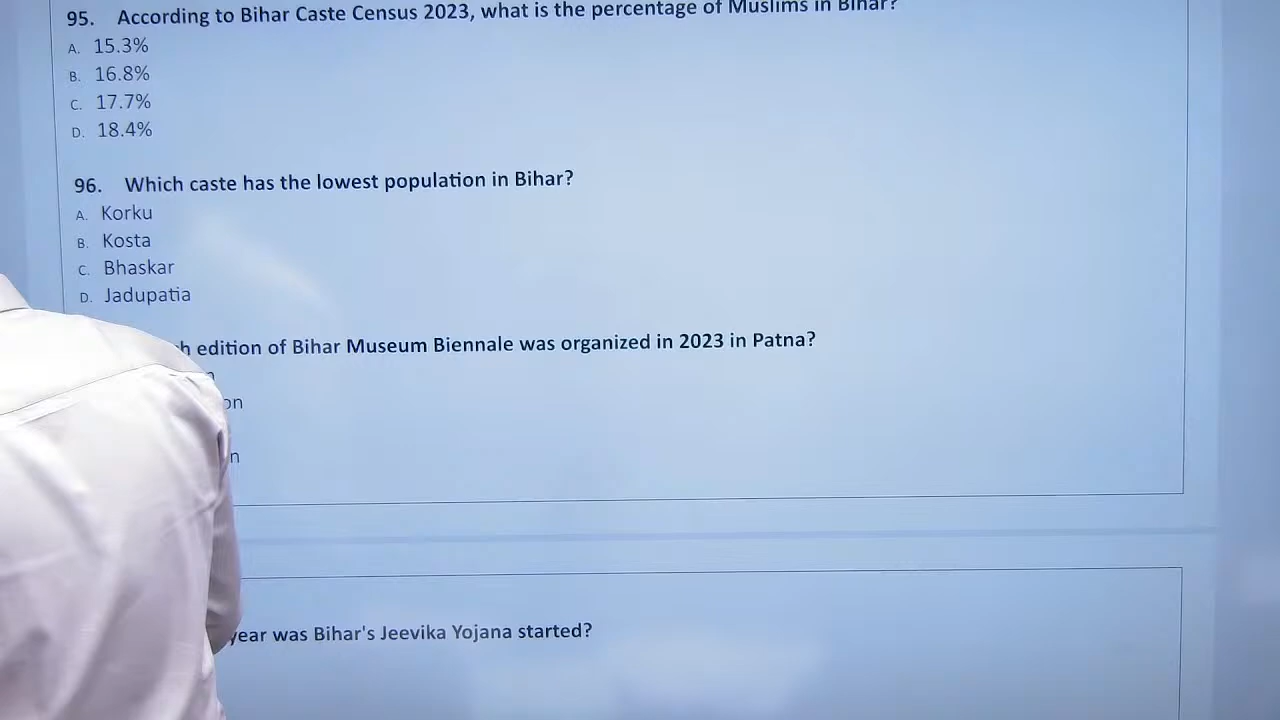 95. According to Bihar Caste Census 2023, what is the percentage of Muslims in Bihar?
A. 15.3%
B. 16.8%
C. 17.7%
D. 18.4%
96. Which caste has the lowest population in Bihar?
A. Korku
B. Kosta
C. Bhaskar
D. Jadupatia
edition of Bihar Museum Biennale was organized in 2023 in Patna?
year was Bihar's Jeevika Yojana started?